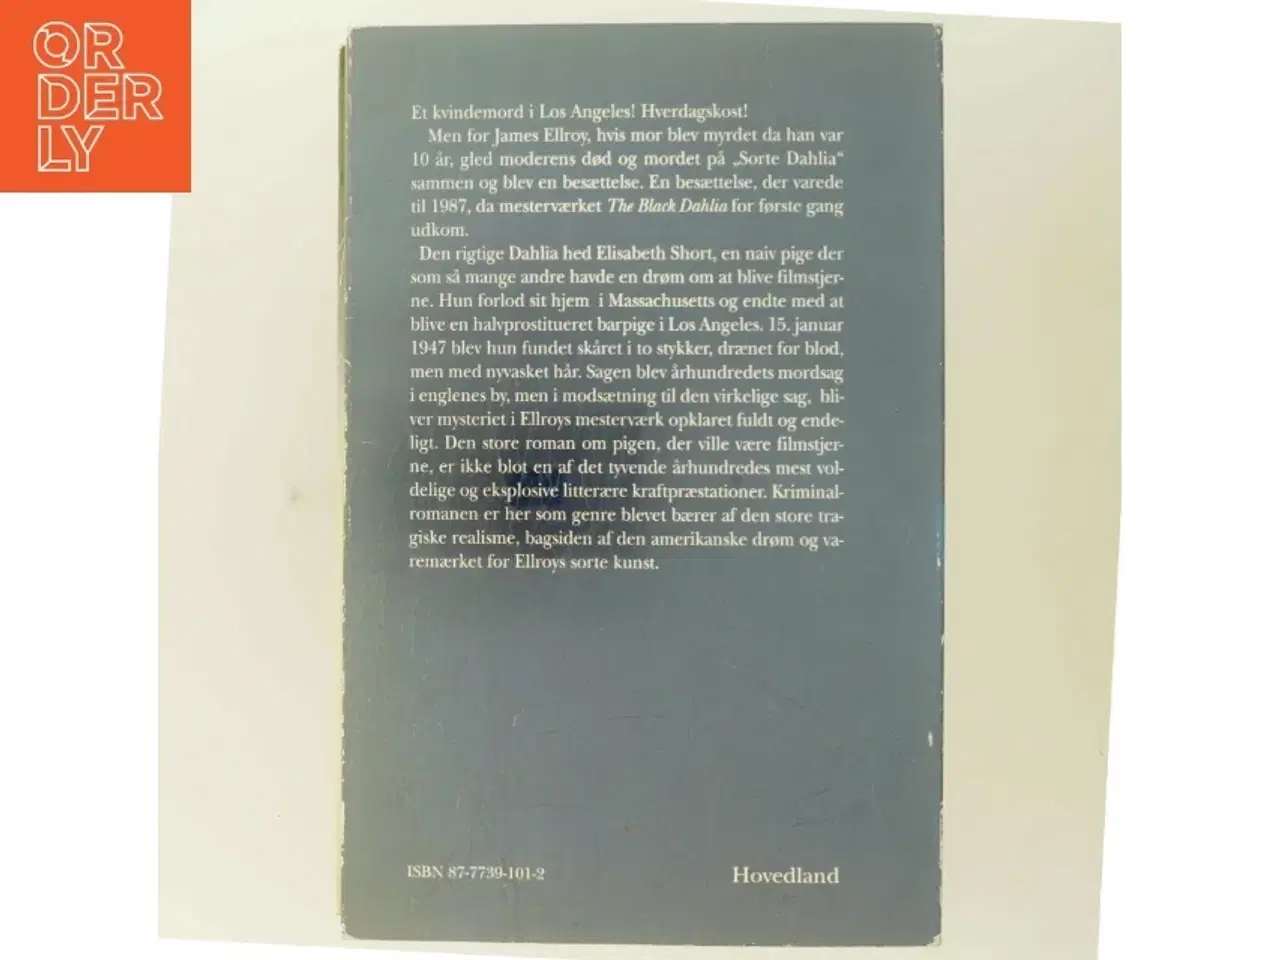 OR
DER
LY
Et kvindemord i Los Angeles! Hverdagskost!
Men for James Ellroy, hvis mor blev myrdet da han var
10 år, gled moderens død og mordet på „Sorte Dahlia“
sammen og blev en besættelse. En besættelse, der varede
til 1987, da mesterværket The Black Dahlia for første gang
udkom.
Den rigtige Dahlia hed Elisabeth Short, en naiv pige der
som så mange andre havde en drøm om at blive filmstjer-
ne. Hun forlod sit hjem i Massachusetts og endte med at
blive en halvprostitueret barpige i Los Angeles. 15. januar
1947 blev hun fundet skåret i to stykker, drænet for blod,
men med nyvasket hår. Sagen blev århundredets mordsag
i englenes by, men i modsætning til den virkelige sag, bli-
ver mysteriet i Ellroys mesterværk opklaret fuldt og ende-
ligt. Den store roman om pigen, der ville være filmstjer-
ne, er ikke blot en af det tyvende århundredes mest vol-
delige og eksplosive litterære kraftpræstationer. Kriminal-
romanen er her som genre blevet bærer af den store tra-
giske realisme, bagsiden af den amerikanske drøm og va-
remærket for Ellroys sorte kunst.
ISBN 87-7739-101-2
Hovedland